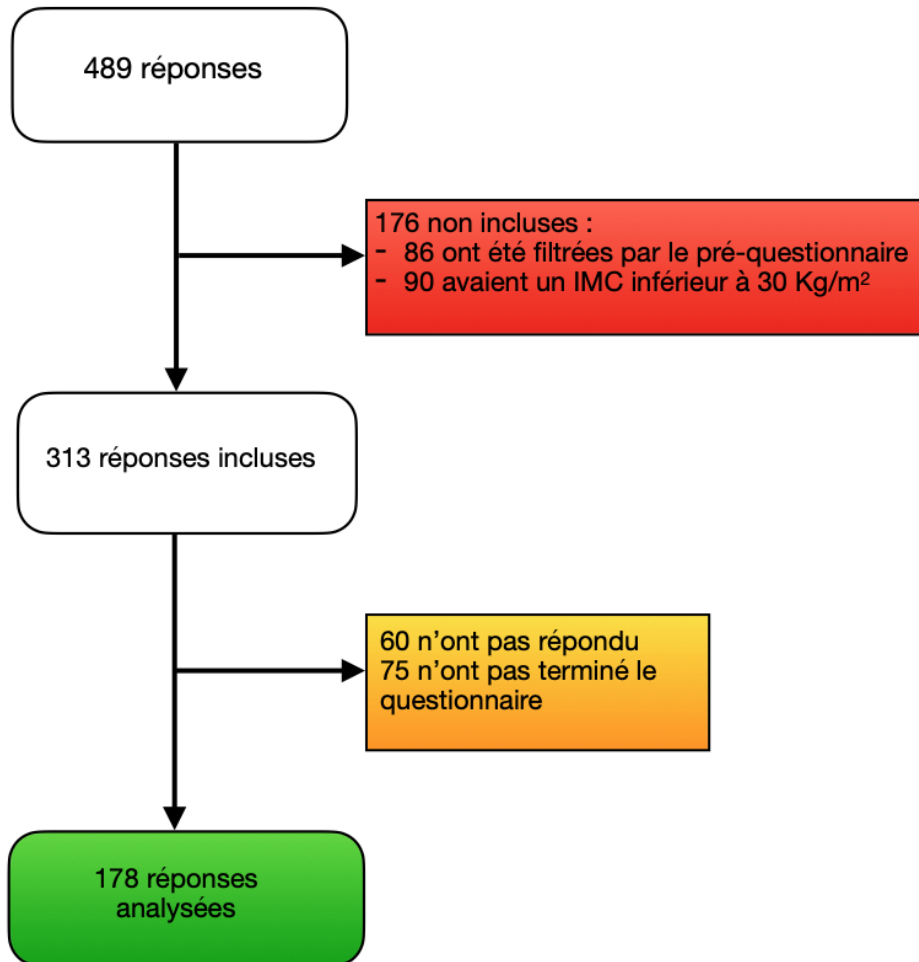 489 réponses
176 non incluses :
- 86 ont été filtrées par le pré-questionnaire
- 90 avaient un IMC inférieur à 30 Kg/m²
313 réponses incluses
60 n’ont pas répondu
75 n’ont pas terminé le
questionnaire
178 réponses
analysées